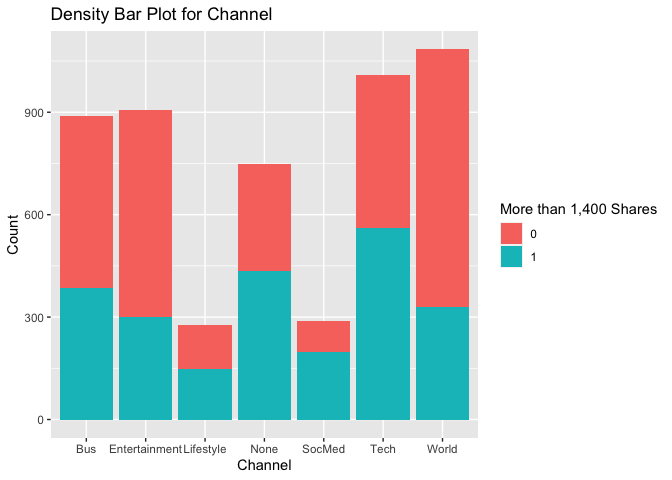 Density Bar Plot for Channel
Count
900
600
300
0
Bus Entertainment Lifestyle None SocMed Tech World
Channel
More than 1,400 Shares
0
1